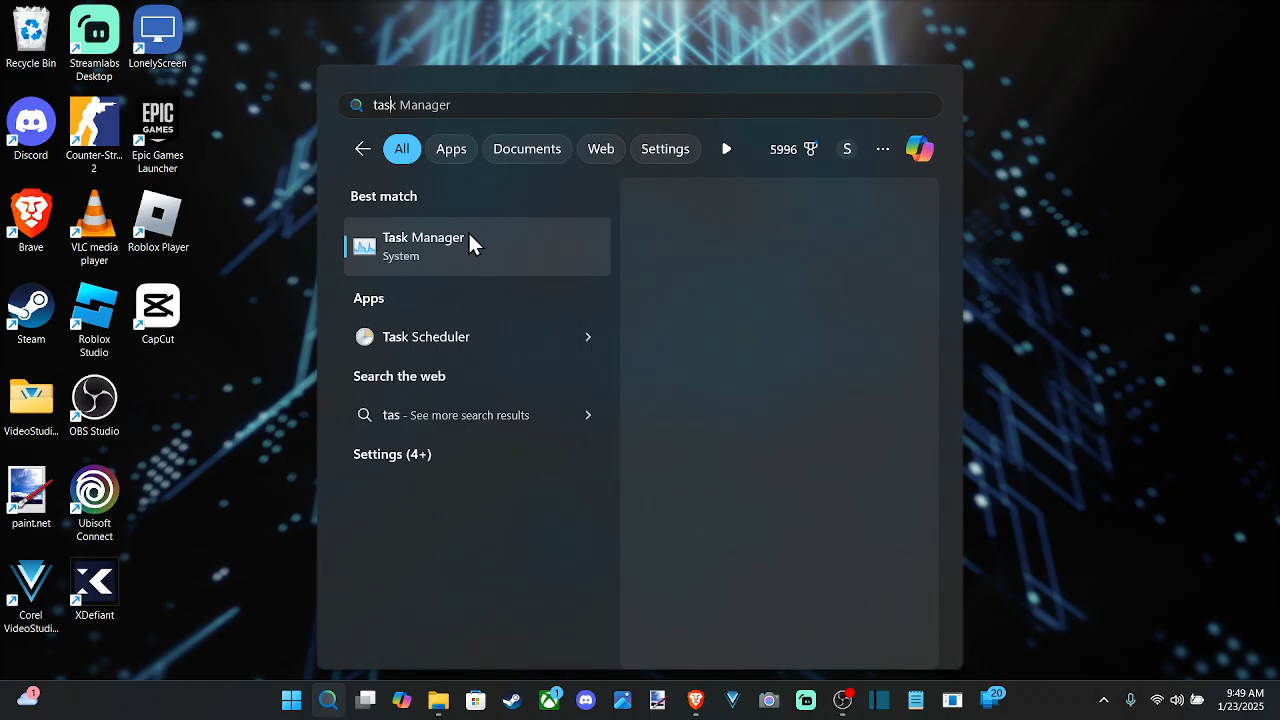 Recycle Bin
Streamlabs
Desktop
LonelyScreen
Discord
Counter-Str...
2
EPIC
GAMES
Epic Games
Launcher
Brave
VLC media
player
Roblox Player
Steam
Roblox
Studio
CapCut
VideoStudi...
OBS Studio
paint.net
Ubisoft
Connect
Corel
VideoStudi...
XDefiant
task Manager
All
Apps
Documents
Web
Settings
5996
S
Best match
Task Manager
System
Apps
Task Scheduler
Search the web
tas - See more search results
Settings (4+)
1
1
20
9:49 AM
1/23/2025